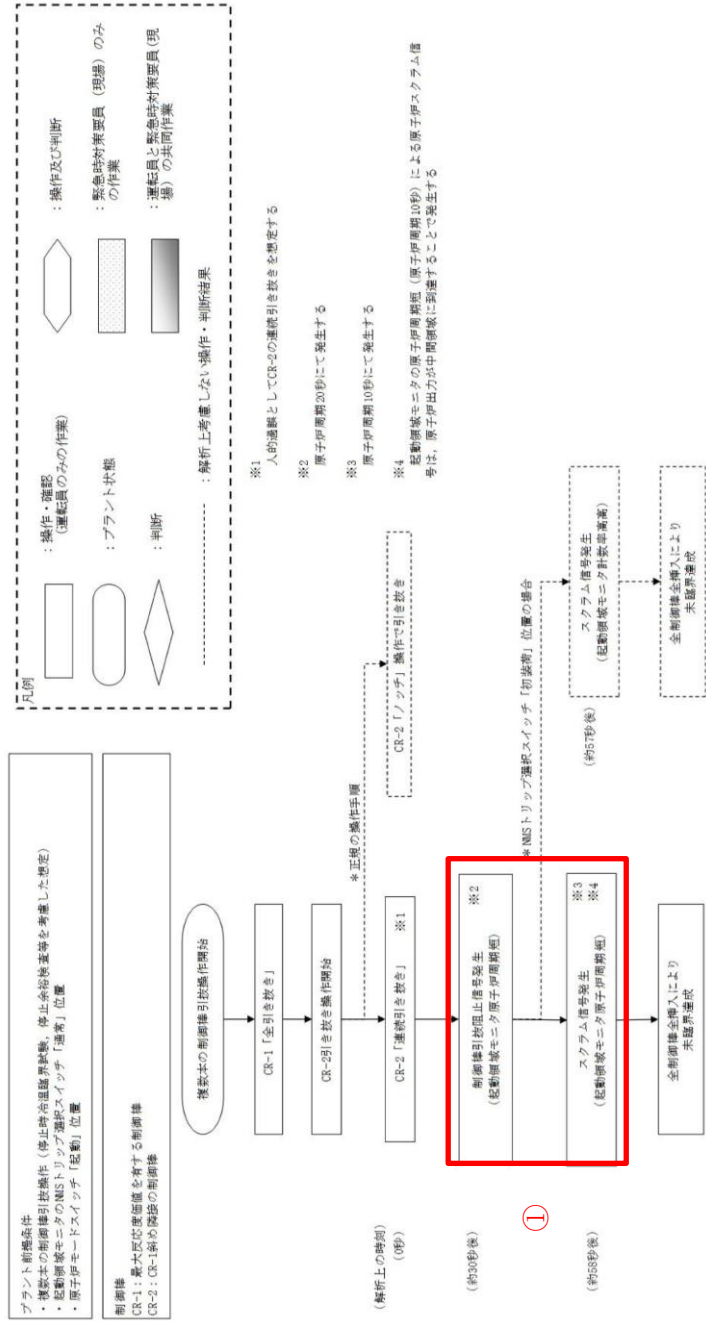 プラント前提条件
・複数本の制御棒引抜操作（停止時冷温臨界試験，停止余裕検査等を考慮した想定）
・起動領域モニタのNMSトリップ選択スイッチ「通常」位置
・原子炉モードスイッチ「起動」位置
制御棒
CR-1：最大反応度価値を有する制御棒
CR-2：CR-1斜め隣接の制御棒
凡例
：操作・確認
（運転員のみの作業）
：プラント状態
：判断
：操作及び判断
：緊急時対策要員（現場）のみ
の作業
：運転員と緊急時対策要員（現
場）の共同作業
：解析上考慮しない操作・判断結果
複数本の制御棒引抜操作開始
CR-1「全引き抜き」
CR-2引き抜き操作開始
＊正規の操作手順
（解析上の時刻）
（0秒）
CR-2「連続引き抜き」 ※1
CR-2「ノッチ」操作で引き抜き
①
（約30秒後）
制御棒引抜阻止信号発生
（起動領域モニタ原子炉周期短）
※2
＊NMSトリップ選択スイッチ「初装荷」位置の場合
（約58秒後）
スクラム信号発生
（起動領域モニタ原子炉周期短）
※3
※4
（約57秒後）
スクラム信号発生
（起動領域モニタ計数率高高）
全制御棒全挿入により
未臨界達成
全制御棒全挿入により
未臨界達成
※1
人的過誤としてCR-2の連続引き抜きを想定する
※2
原子炉周期20秒にて発生する
※3
原子炉周期10秒にて発生する
※4
起動領域モニタの原子炉周期短（原子炉周期10秒）による原子炉スクラム信
号は，原子炉出力が中間領域に到達することで発生する